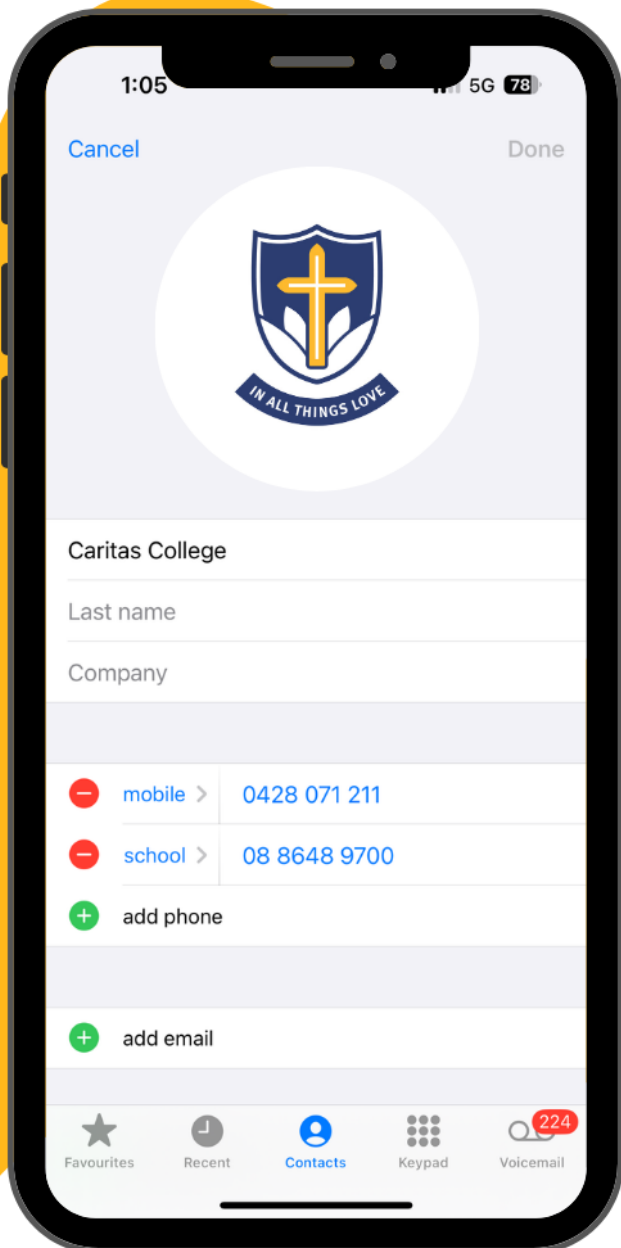 1:05 5G 78
Cancel Done
IN ALL THINGS LOVE
Caritas College
Last name
Company
mobile 0428 071 211
school 08 8648 9700
add phone
add email
224
Favourites Recent Contacts Keypad Voicemail